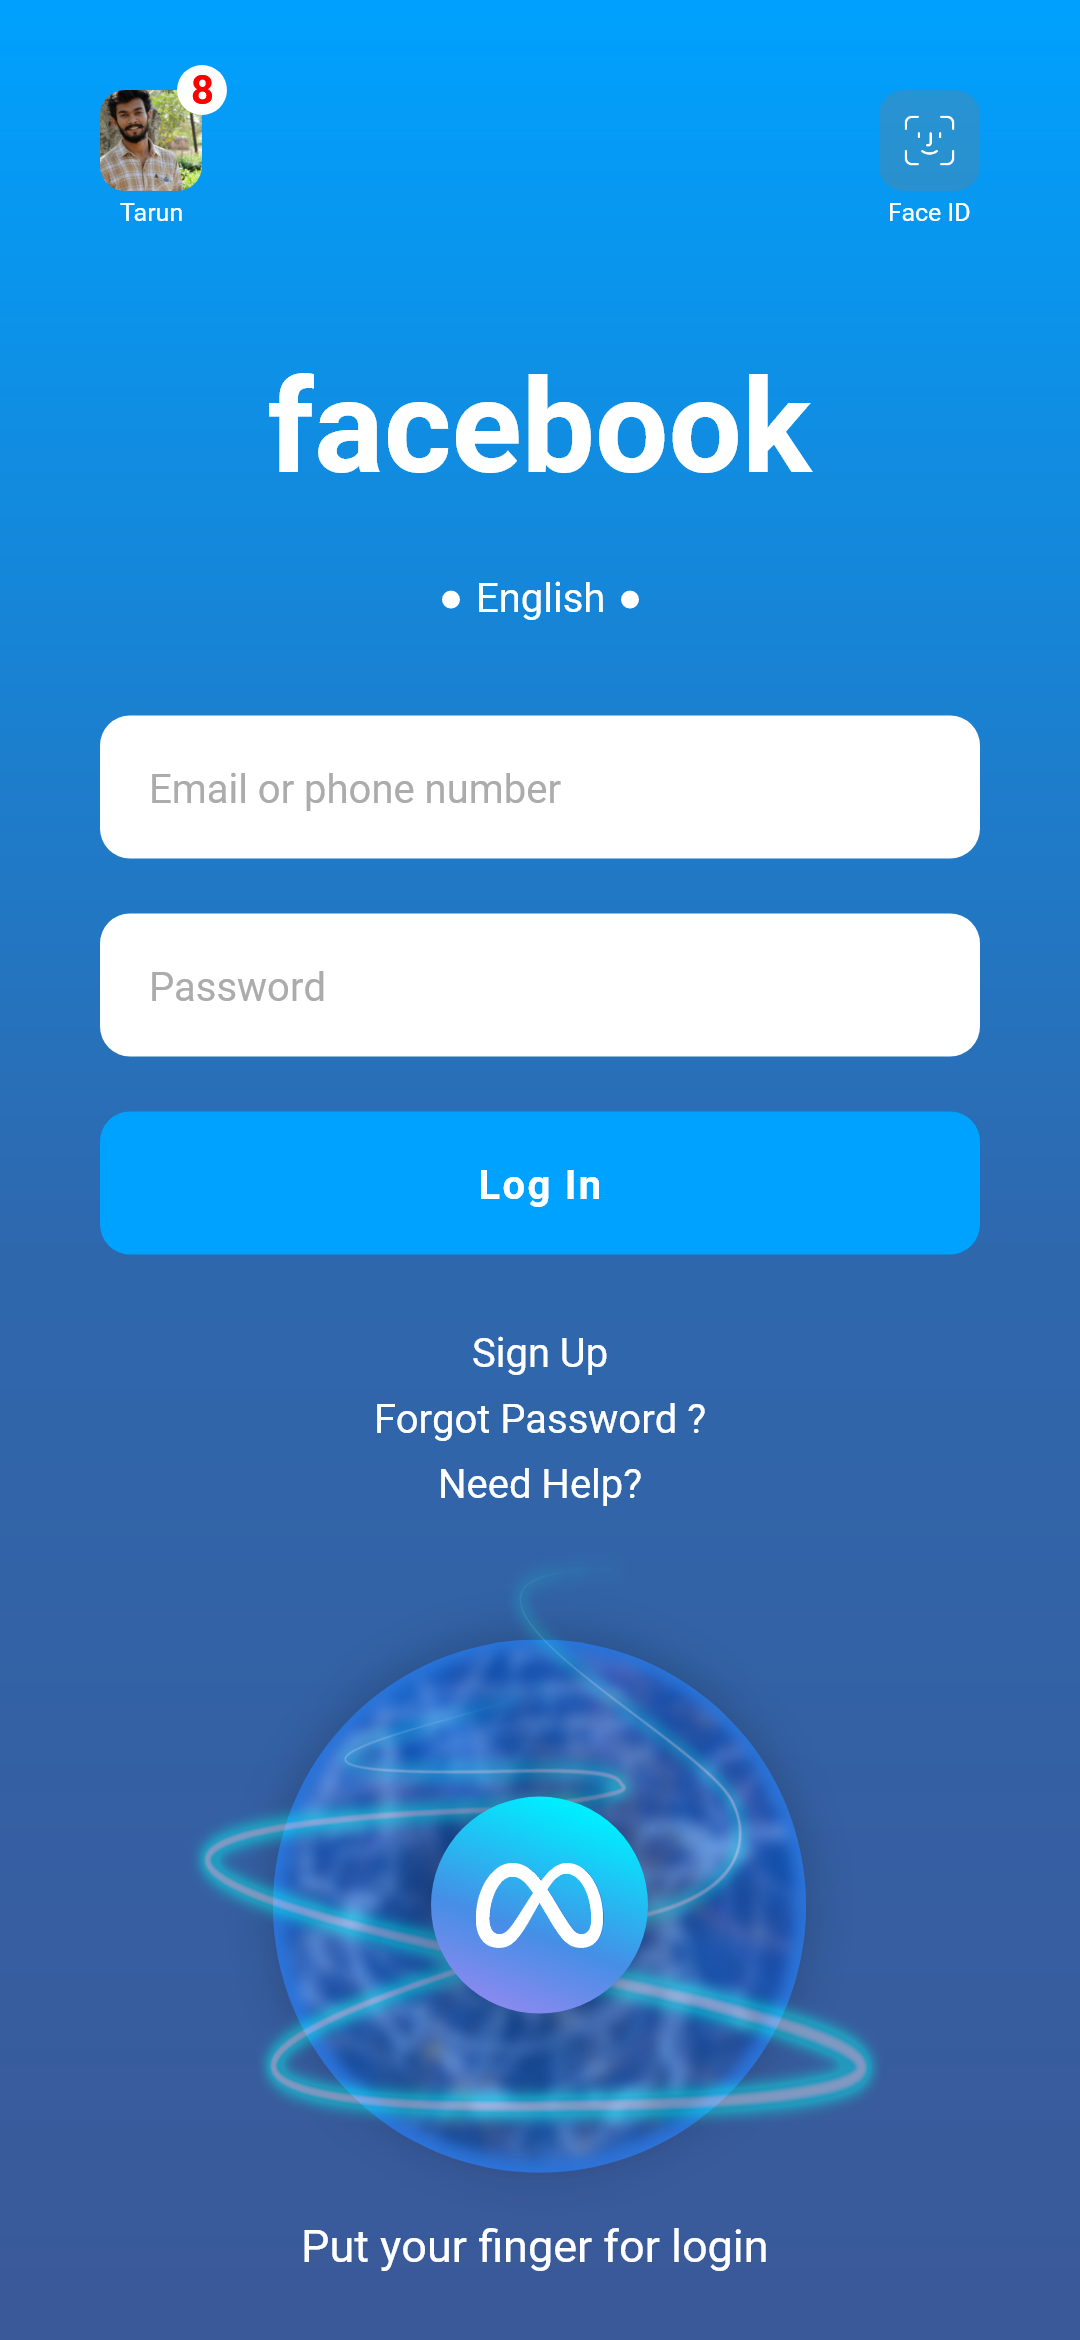 8
Tarun
Face ID
facebook
English
Email or phone number
Password
Log In
Sign Up
Forgot Password ?
Need Help?
Put your finger for login